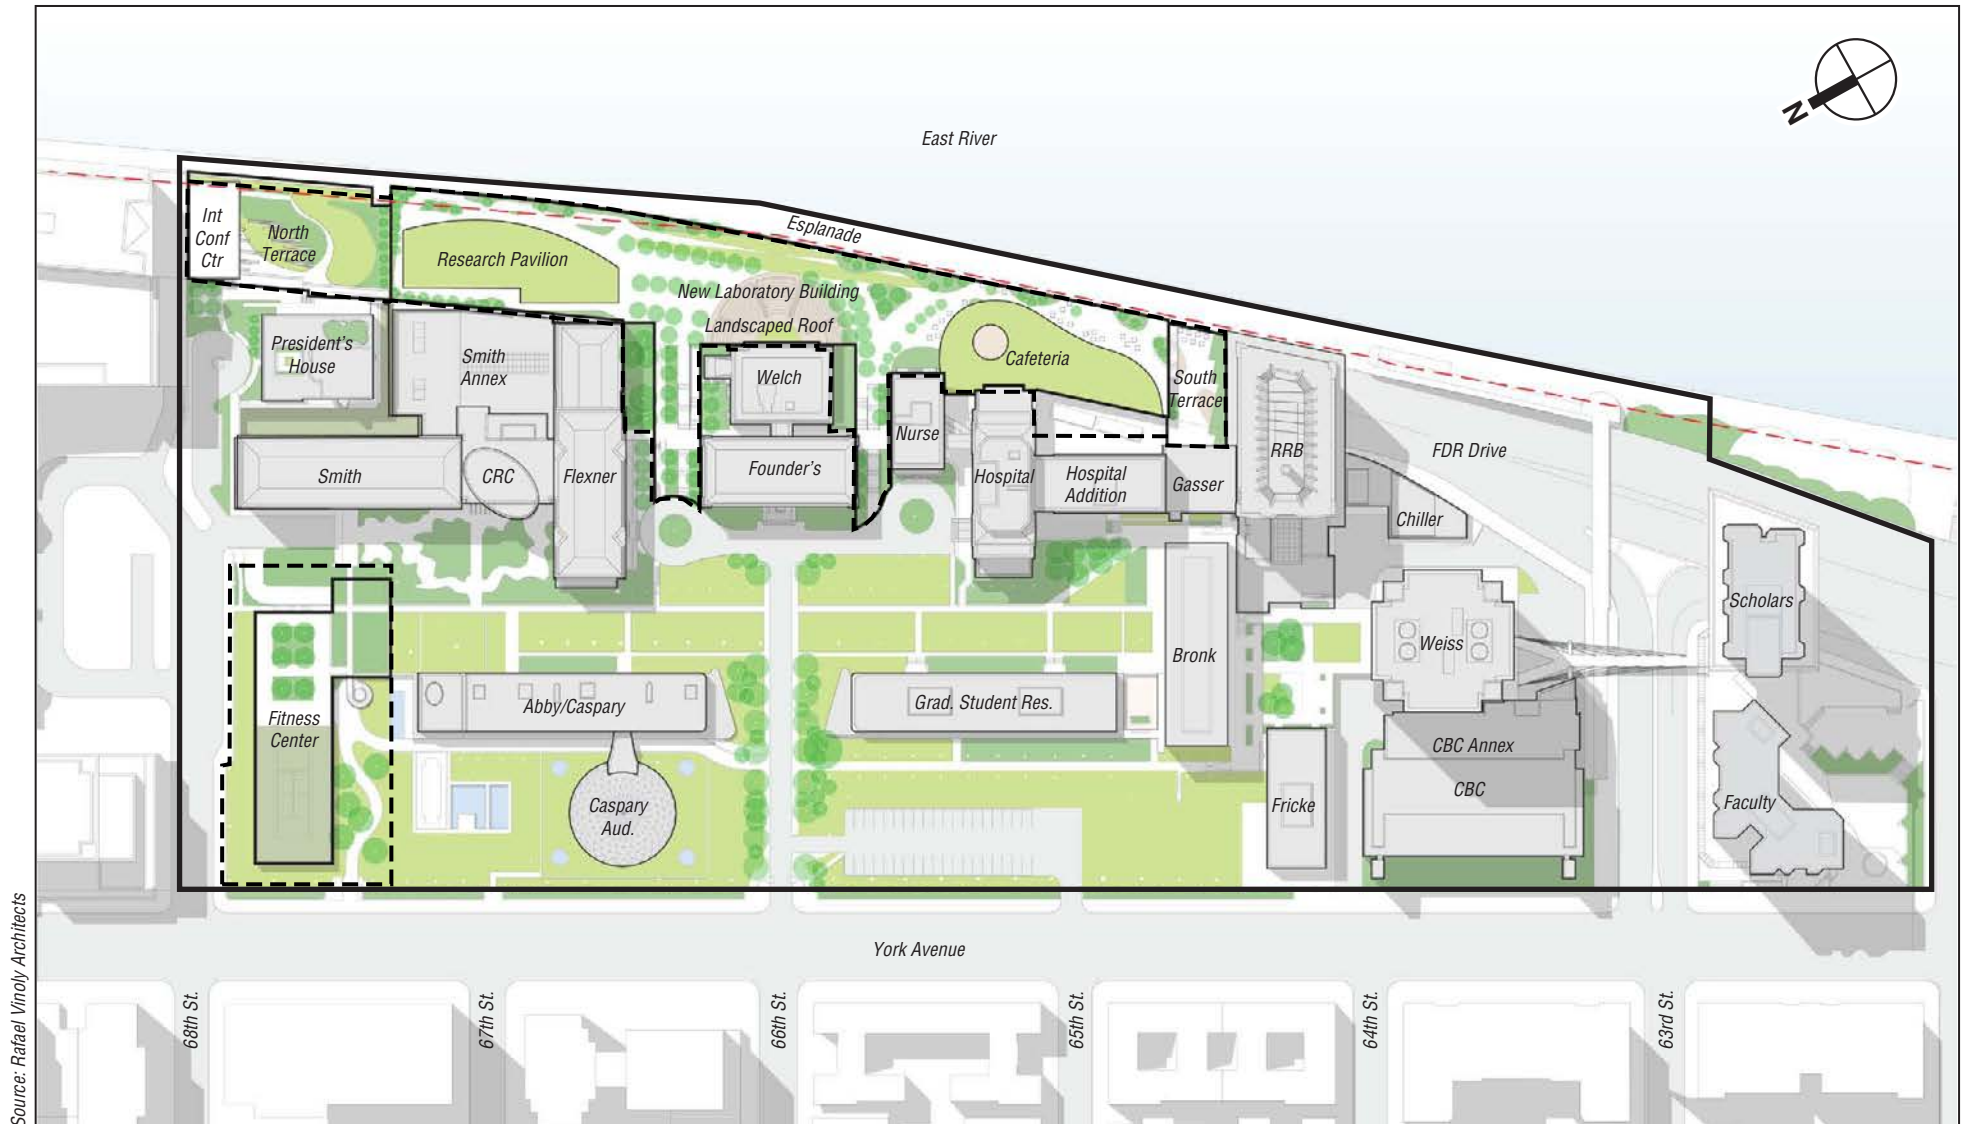 N
East River
Esplanade
Int
Conf
Ctr
North
Terrace
Research Pavilion
New Laboratory Building
Landscaped Roof
President's
House
Smith
Annex
Welch
Cafeteria
South
Terrace
Nurse
RRB
FDR Drive
Smith
CRC
Flexner
Founder's
Hospital
Hospital
Addition
Gasser
Chiller
Scholars
Weiss
Bronk
Abby/Caspary
Grad. Student Res.
Fitness
Center
CBC Annex
CBC
Caspary
Aud.
Fricke
Faculty
York Avenue
68th St.
67th St.
66th St.
65th St.
64th St.
63rd St.
Source: Rafael Vinoly Architects